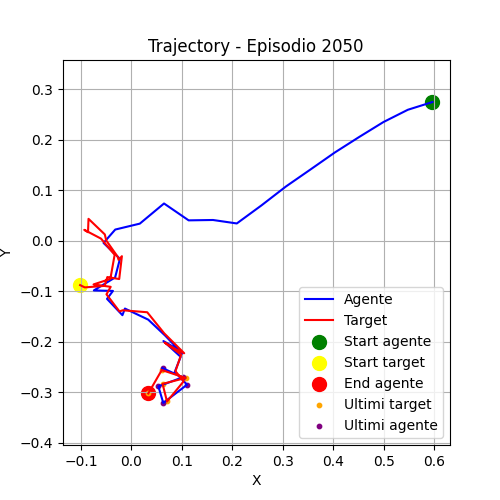 Trajectory - Episodio 2050
Y
0.3
0.2
0.1
0.0
−0.1
−0.2
−0.3
−0.4
Agente
Target
Start agente
Start target
End agente
Ultimi target
Ultimi agente
−0.1 0.0 0.1 0.2 0.3 0.4 0.5 0.6
X